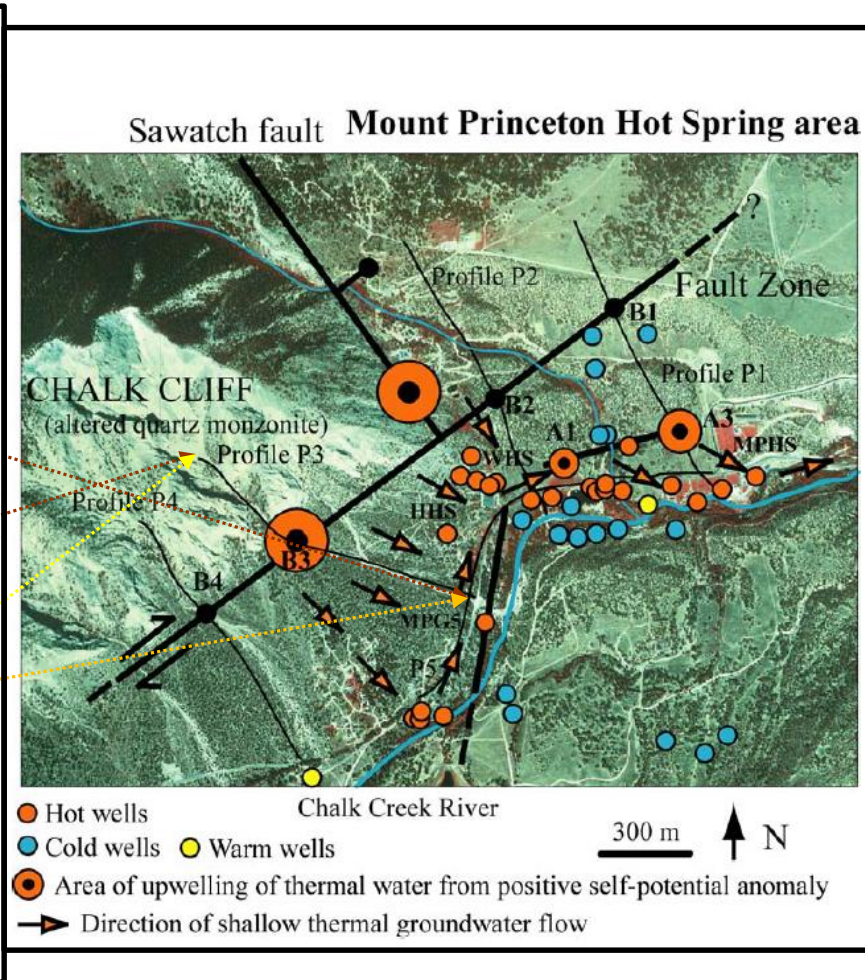 Sawatch fault
Mount Princeton Hot Spring area
Profile P2
?
Fault Zone
B1
CHALK CLIFF
(altered quartz monzonite)
Profile P1
B2
A3
A1
Profile P3
WHS
MPHS
Profile P4
HHS
B3
B4
MPG5
P5
Hot wells
Chalk Creek River
Cold wells
Warm wells
300 m
N
Area of upwelling of thermal water from positive self-potential anomaly
Direction of shallow thermal groundwater flow